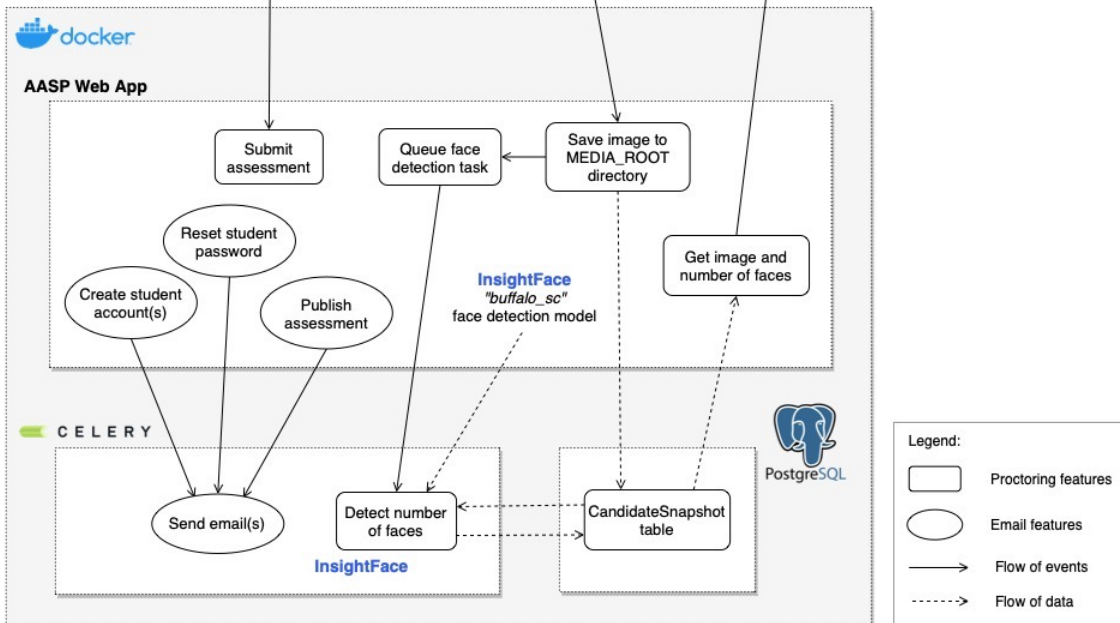 docker
AASP Web App
Submit
assessment
Queue face
detection task
Save image to
MEDIA_ROOT
directory
Reset student
password
Get image and
number of faces
Create student
account(s)
Publish
assessment
InsightFace
"buffalo_sc"
face detection model
CELERY
PostgreSQL
Send email(s)
Detect number
of faces
InsightFace
CandidateSnapshot
table
Legend:
Proctoring features
Email features
Flow of events
Flow of data